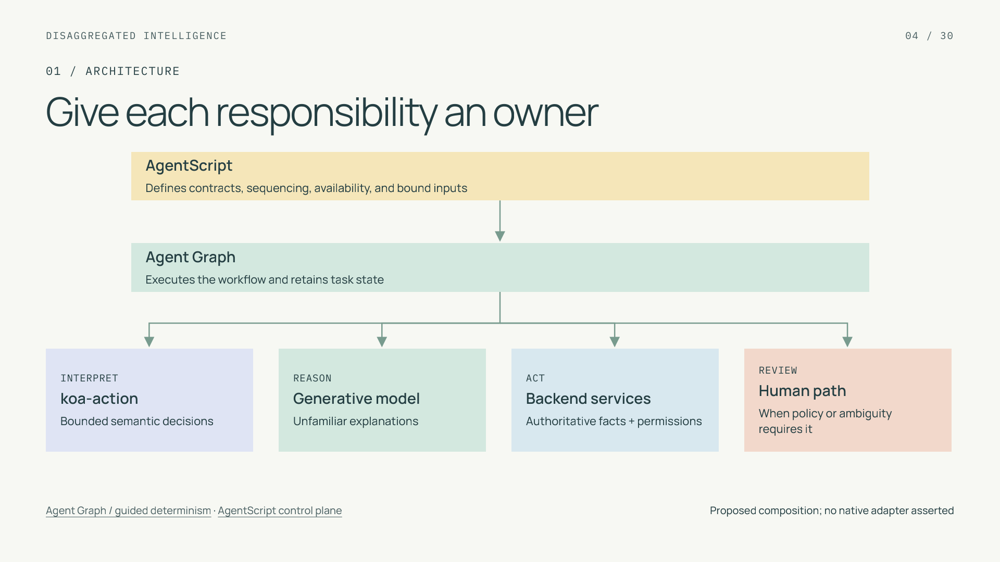 DISAGGREGATED INTELLIGENCE
04 / 30
01 / ARCHITECTURE
Give each responsibility an owner
AgentScript
Defines contracts, sequencing, availability, and bound inputs
Agent Graph
Executes the workflow and retains task state
INTERPRET
koa-action
Bounded semantic decisions
REASON
Generative model
Unfamiliar explanations
ACT
Backend services
Authoritative facts + permissions
REVIEW
Human path
When policy or ambiguity
requires it
Agent Graph / guided determinism · AgentScript control plane
Proposed composition; no native adapter asserted